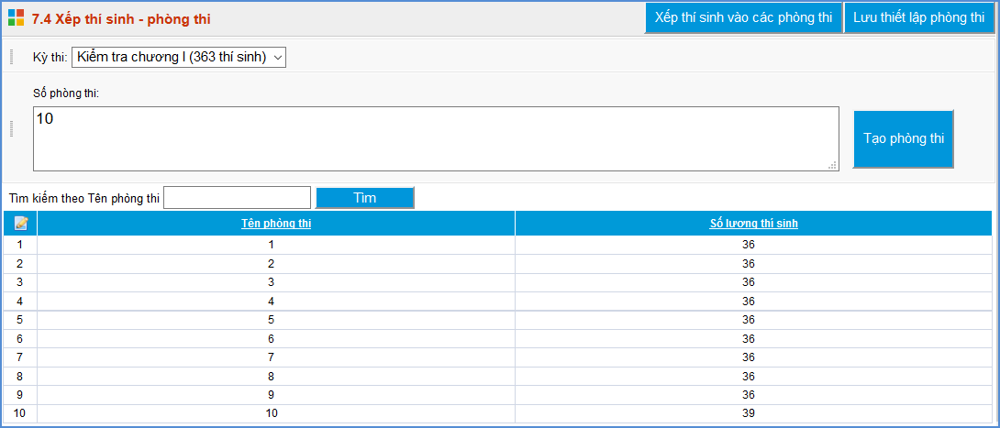 7.4 Xếp thí sinh - phòng thi
Xếp thí sinh vào các phòng thi
Lưu thiết lập phòng thi
Kỳ thi: Kiểm tra chương I (363 thí sinh)
Số phòng thi:
10
Tạo phòng thi
Tìm kiếm theo Tên phòng thi Tìm
Tên phòng thi Số lượng thí sinh
1 1 36
2 2 36
3 3 36
4 4 36
5 5 36
6 6 36
7 7 36
8 8 36
9 9 36
10 10 39